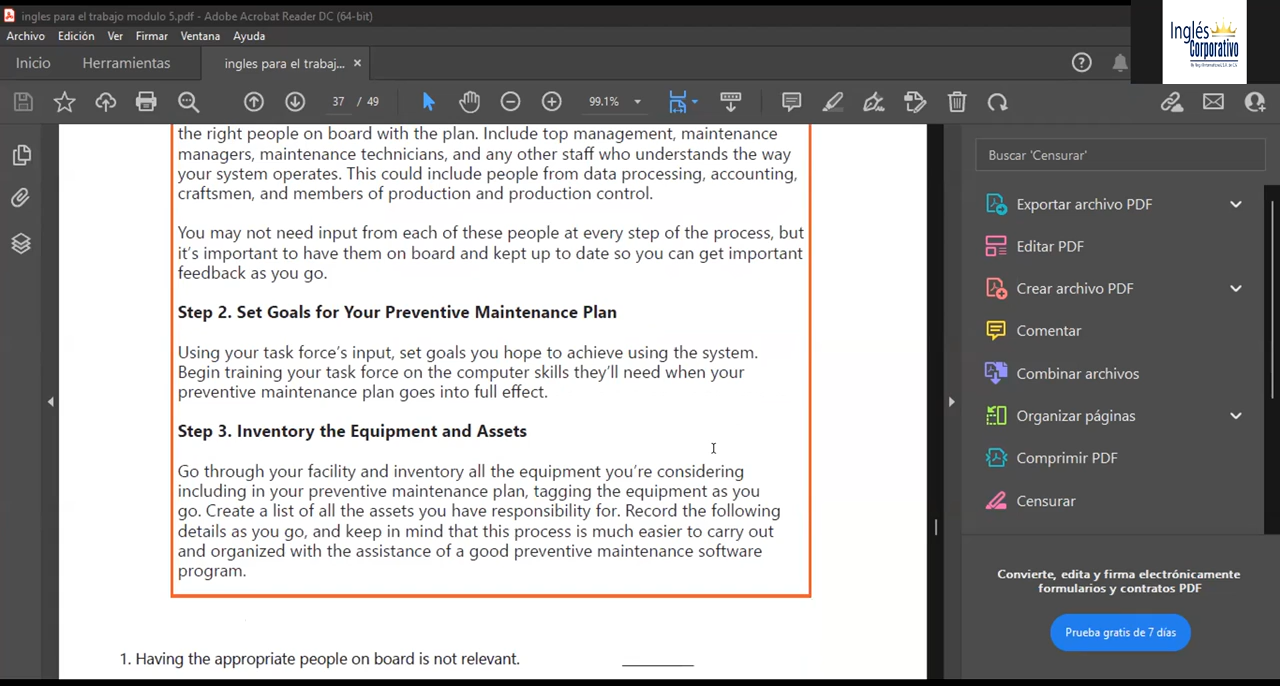 ingles para el trabajo modulo 5.pdf - Adobe Acrobat Reader DC (64-bit)
Archivo Edición Ver Firmar Ventana Ayuda
Inglés
Corporativo
Inicio Herramientas ingles para el trabaj... ×
37 / 49 99.1%
the right people on board with the plan. Include top management, maintenance
managers, maintenance technicians, and any other staff who understands the way
your system operates. This could include people from data processing, accounting,
craftsmen, and members of production and production control.
You may not need input from each of these people at every step of the process, but
it's important to have them on board and kept up to date so you can get important
feedback as you go.
Step 2. Set Goals for Your Preventive Maintenance Plan
Using your task force's input, set goals you hope to achieve using the system.
Begin training your task force on the computer skills they'll need when your
preventive maintenance plan goes into full effect.
Step 3. Inventory the Equipment and Assets
Go through your facility and inventory all the equipment you're considering
including in your preventive maintenance plan, tagging the equipment as you
go. Create a list of all the assets you have responsibility for. Record the following
details as you go, and keep in mind that this process is much easier to carry out
and organized with the assistance of a good preventive maintenance software
program.
1. Having the appropriate people on board is not relevant. ________
Buscar 'Censurar'
Exportar archivo PDF
Editar PDF
Crear archivo PDF
Comentar
Combinar archivos
Organizar páginas
Comprimir PDF
Censurar
Convierte, edita y firma electrónicamente
formularios y contratos PDF
Prueba gratis de 7 días